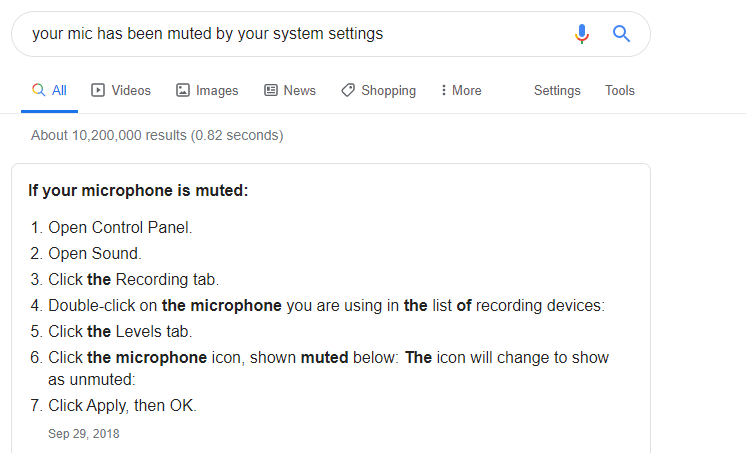 your mic has been muted by your system settings
All Videos Images News Shopping More Settings Tools
About 10,200,000 results (0.82 seconds)
If your microphone is muted:
1. Open Control Panel.
2. Open Sound.
3. Click the Recording tab.
4. Double-click on the microphone you are using in the list of recording devices:
5. Click the Levels tab.
6. Click the microphone icon, shown muted below: The icon will change to show
as unmuted:
7. Click Apply, then OK.
Sep 29, 2018